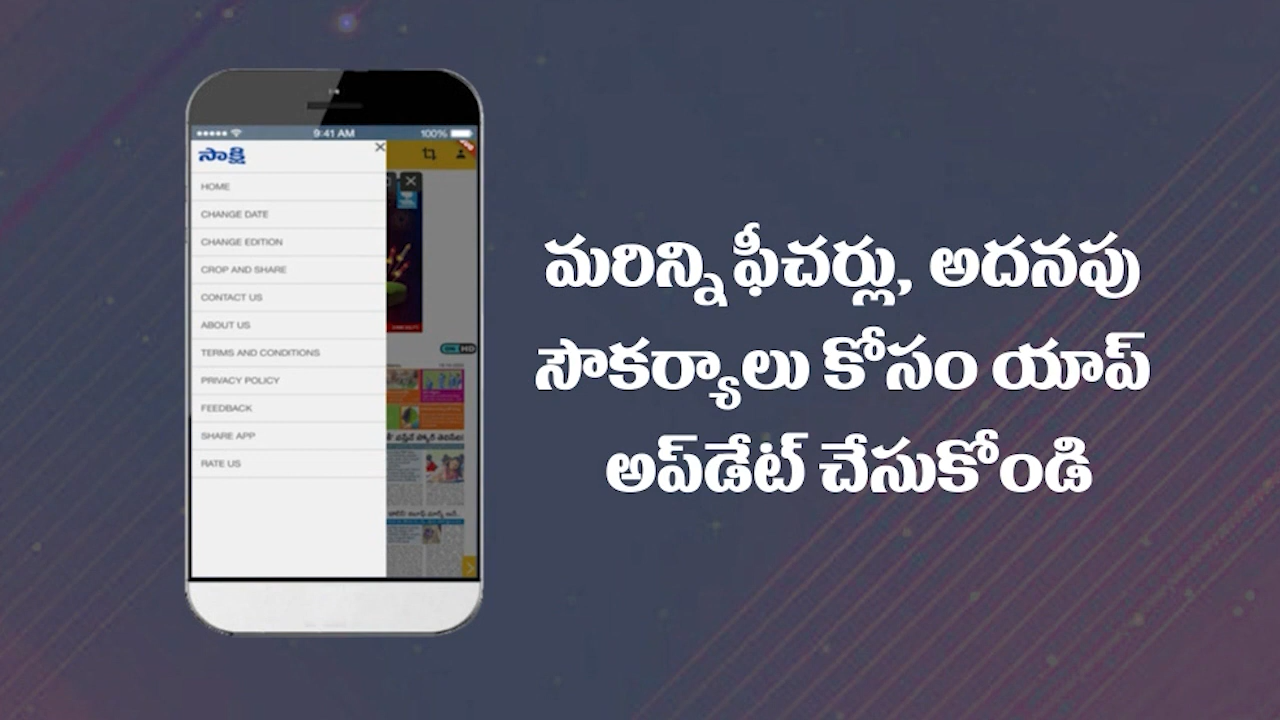 9:41 AM
100%
సాక్షి
HOME
CHANGE DATE
CHANGE EDITION
CROP AND SHARE
CONTACT US
ABOUT US
TERMS AND CONDITIONS
PRIVACY POLICY
FEEDBACK
SHARE APP
RATE US
HD
మరిన్ని ఫీచర్లు, అదనపు
సౌకర్యాలు కోసం యాప్
అప్‌డేట్ చేసుకోండి